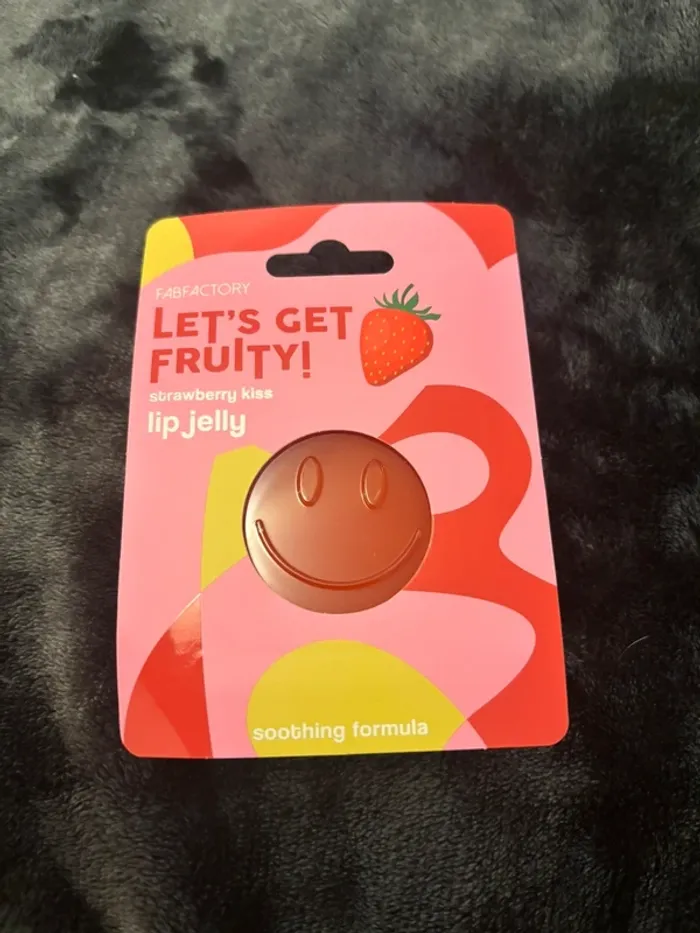 FABFACTORY
LET'S GET
FRUITY!
strawberry kiss
lip jelly
soothing formula